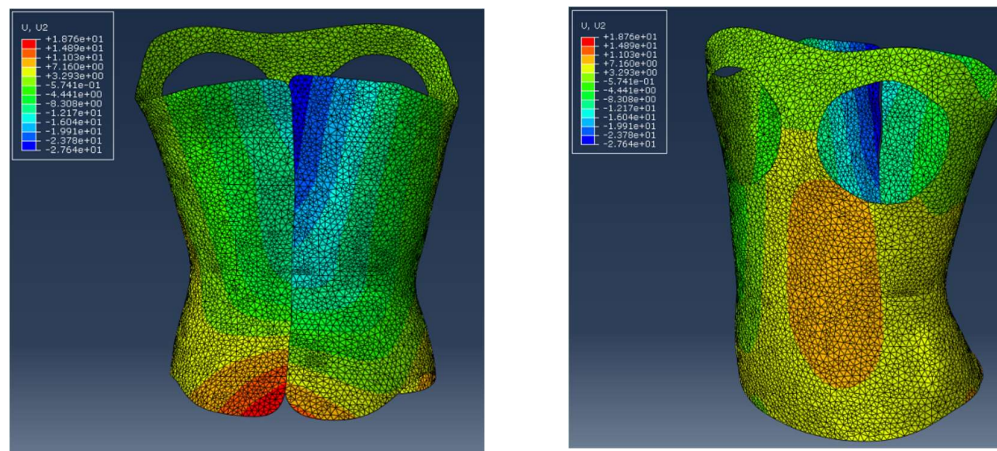 U, U2
+1.876e+01
+1.489e+01
+1.103e+01
+7.160e+00
+3.293e+00
-5.741e-01
-4.441e+00
-8.308e+00
-1.217e+01
-1.604e+01
-1.991e+01
-2.378e+01
-2.764e+01
U, U2
+1.876e+01
+1.489e+01
+1.103e+01
+7.160e+00
+3.293e+00
-5.741e-01
-4.441e+00
-8.308e+00
-1.217e+01
-1.604e+01
-1.991e+01
-2.378e+01
-2.764e+01